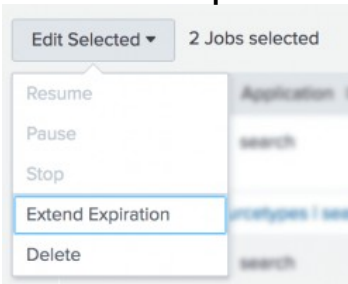 Edit Selected ▾ 2 Jobs selected
Resume
Application
Pause
search
Stop
Extend Expiration
Delete
search